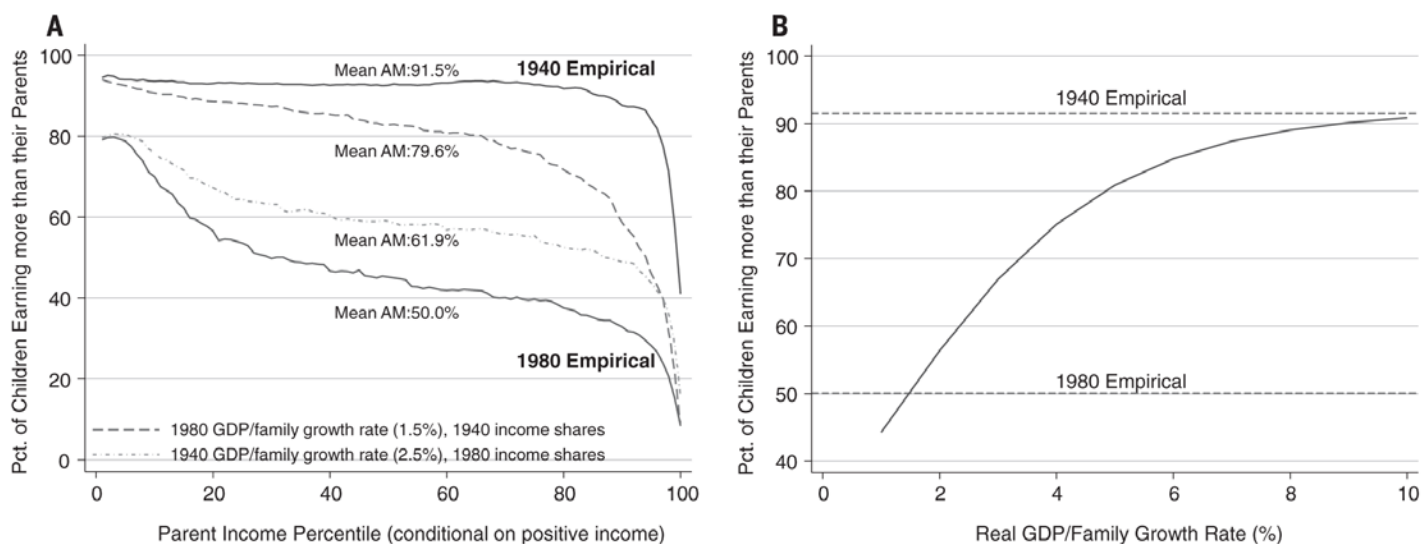 A
Pct. of Children Earning more than their Parents
100
80
60
40
20
0
Mean AM:91.5%
1940 Empirical
Mean AM:79.6%
Mean AM:61.9%
Mean AM:50.0%
1980 Empirical
1980 GDP/family growth rate (1.5%), 1940 income shares
1940 GDP/family growth rate (2.5%), 1980 income shares
0 20 40 60 80 100
Parent Income Percentile (conditional on positive income)
B
Pct. of Children Earning more than their Parents
100
90
80
70
60
50
40
1940 Empirical
1980 Empirical
0 2 4 6 8 10
Real GDP/Family Growth Rate (%)